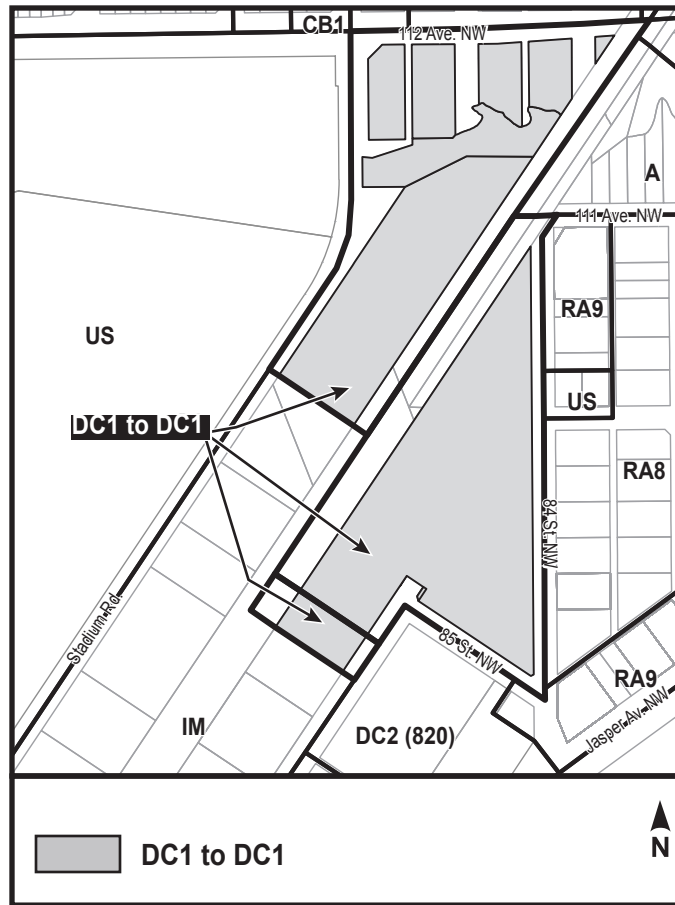 CB1
112 Ave. NW
A
111 Ave. NW
RA9
US
US
DC1 to DC1
RA8
84 St. NW
Stadium Rd.
85 St. NW
RA9
Jasper Av. NW
IM
DC2 (820)
DC1 to DC1
N